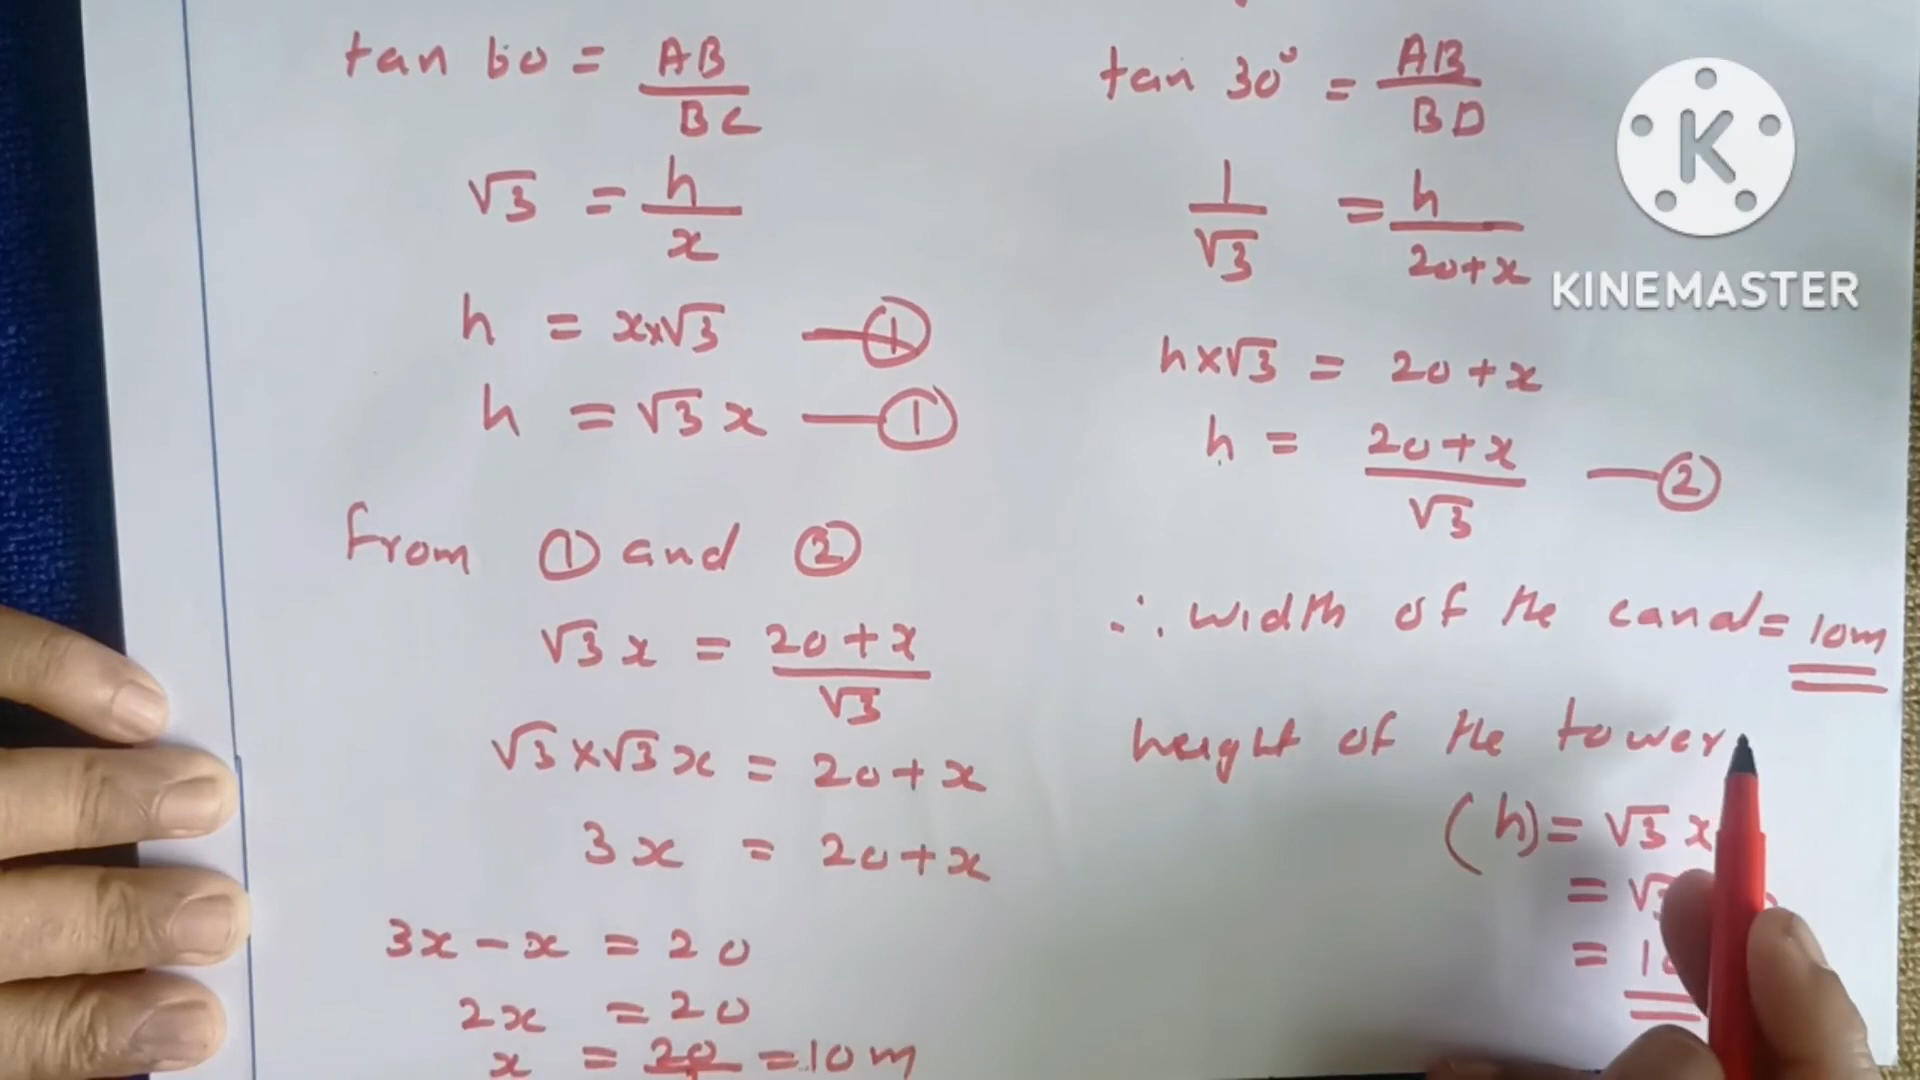 tan 60 = AB / BC
√3 = h / x
h = x×√3 — ①
h = √3 x — ①
From ① and ②
√3 x = 20+x / √3
√3×√3 x = 20+x
3x = 20+x
3x - x = 20
2x = 20
x = 20 = 10m
tan 30° = AB / BD
1 / √3 = h / 20+x
h×√3 = 20+x
h = 20+x / √3 — ②
∴ width of the canal = 10m
height of the tower
(h) = √3 x
= √3
= 10
KINEMASTER